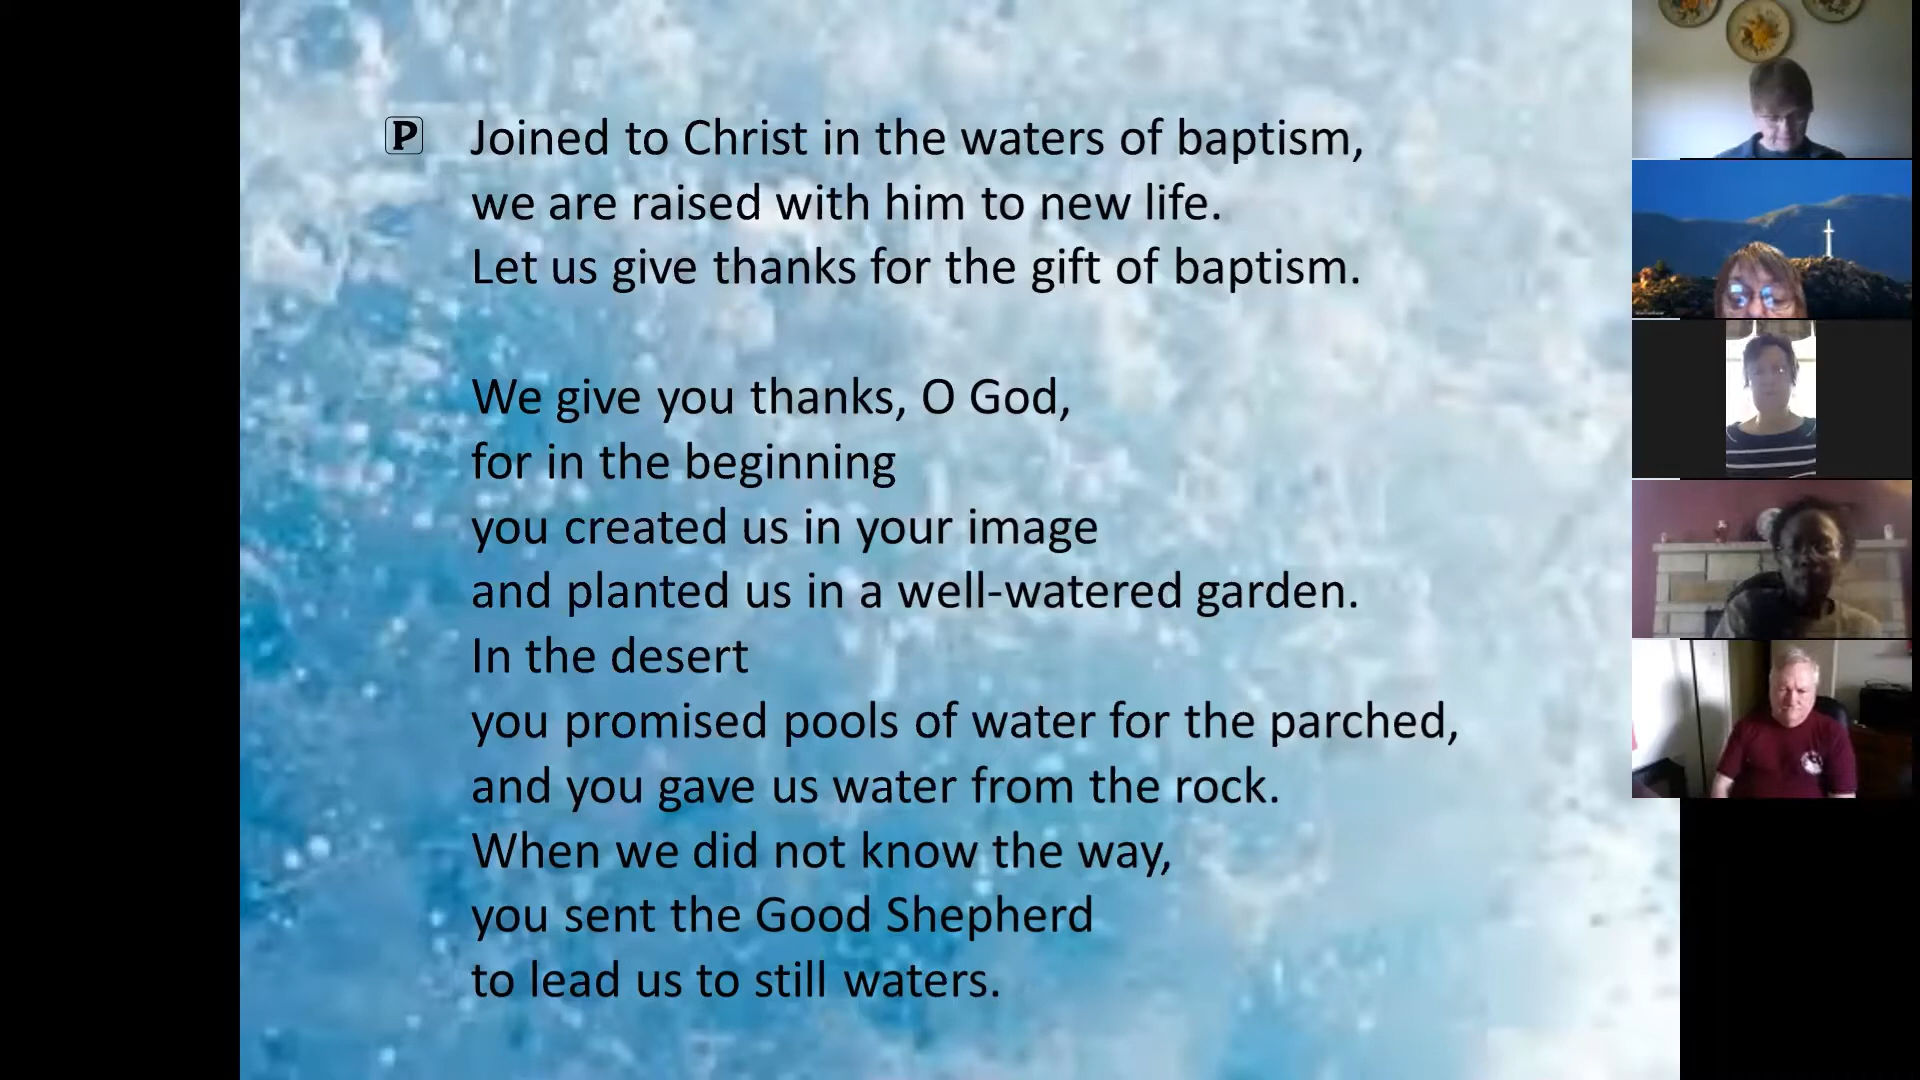 P Joined to Christ in the waters of baptism,
we are raised with him to new life.
Let us give thanks for the gift of baptism.
We give you thanks, O God,
for in the beginning
you created us in your image
and planted us in a well-watered garden.
In the desert
you promised pools of water for the parched,
and you gave us water from the rock.
When we did not know the way,
you sent the Good Shepherd
to lead us to still waters.